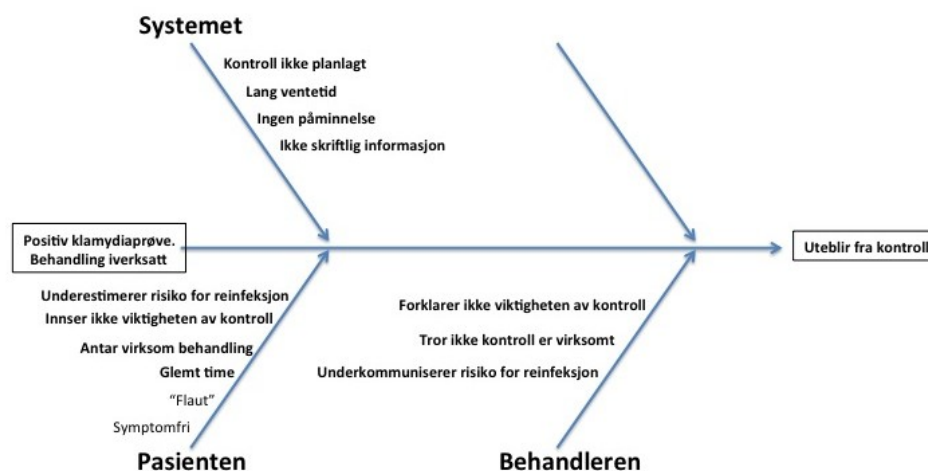 Systemet
Kontroll ikke planlagt
Lang ventetid
Ingen påminnelse
Ikke skriftlig informasjon
Positiv klamydiaprøve.
Behandling iverksatt
Uteblir fra kontroll
Underestimerer risiko for reinfeksjon
Innser ikke viktigheten av kontroll
Antar virksom behandling
Glemt time
“Flaut”
Symptomfri
Pasienten
Forklarer ikke viktigheten av kontroll
Tror ikke kontroll er virksomt
Underkommuniserer risiko for reinfeksjon
Behandleren